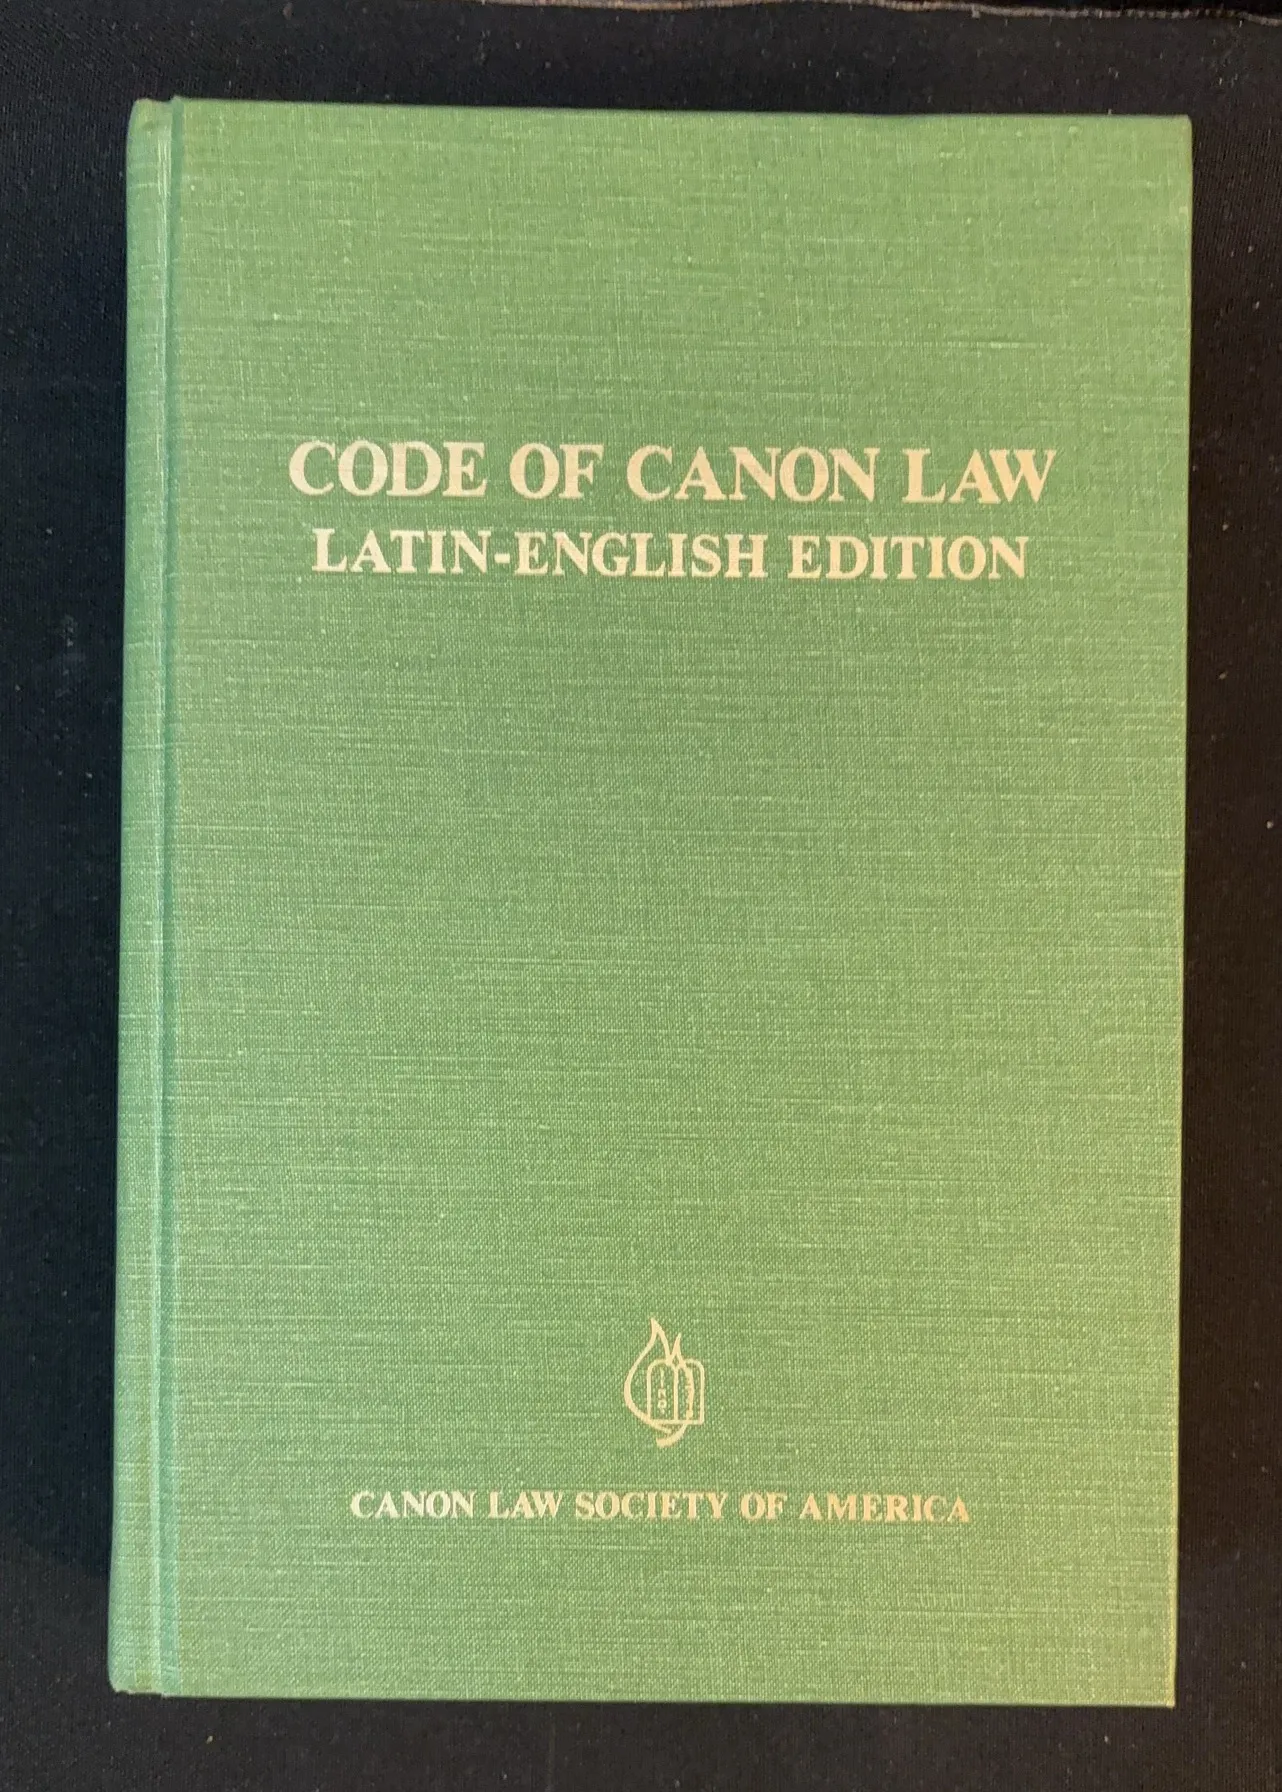 CODE OF CANON LAW
LATIN-ENGLISH EDITION
CANON LAW SOCIETY OF AMERICA